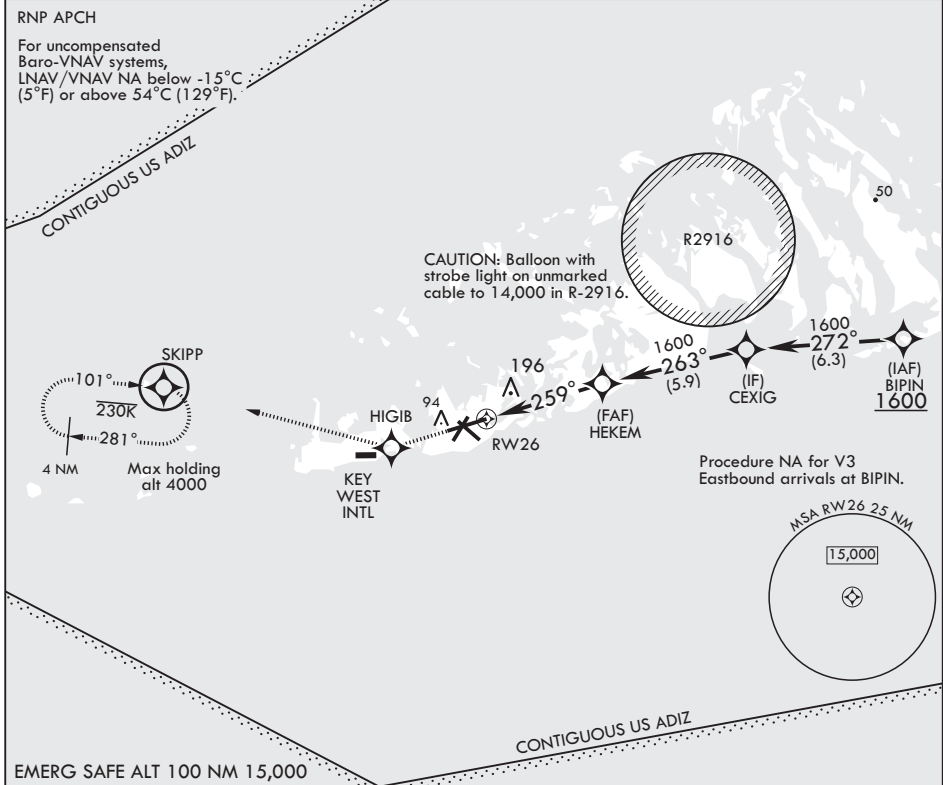 RNP APCH
For uncompensated
Baro-VNAV systems,
LNAV/VNAV NA below -15°C
(5°F) or above 54°C (129°F).
CONTIGUOUS US ADIZ
50
R2916
CAUTION: Balloon with
strobe light on unmarked
cable to 14,000 in R-2916.
1600
272°
(6.3)
1600
263°
(5.9)
(IAF)
BIPIN
1600
(IF)
CEXIG
SKIPP
101°
230K
281°
4 NM
Max holding
alt 4000
196
94
259°
(FAF)
HEKEM
HIGIB
RW26
KEY
WEST
INTL
Procedure NA for V3
Eastbound arrivals at BIPIN.
MSA RW26 25 NM
15,000
CONTIGUOUS US ADIZ
EMERG SAFE ALT 100 NM 15,000